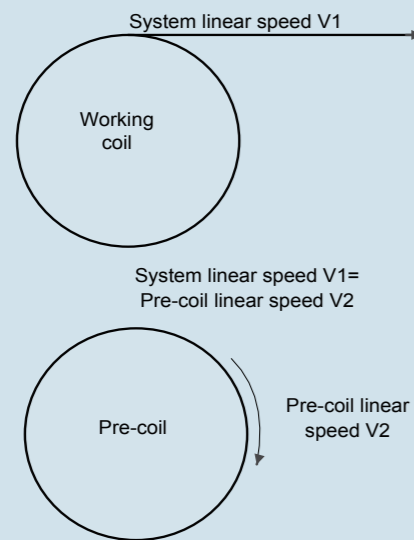 System linear speed V1
Working
coil
System linear speed V1=
Pre-coil linear speed V2
Pre-coil linear
speed V2
Pre-coil